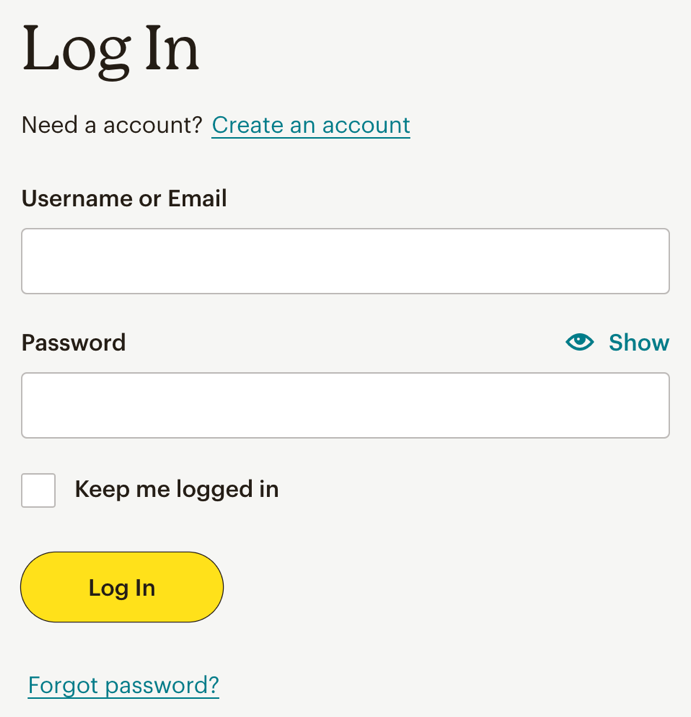 Log In
Need a account? Create an account
Username or Email
Password Show
Keep me logged in
Log In
Forgot password?